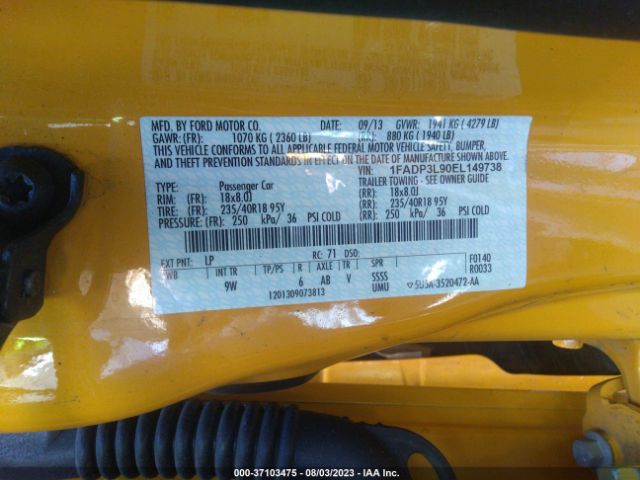 MFD. BY FORD MOTOR CO. DATE: 09/13 GVWR: 1941 KG ( 4279 LB)
GAWR: (FR): 1070 KG ( 2360 LB) 880 KG ( 1940 LB)
THIS VEHICLE CONFORMS TO ALL APPLICABLE FEDERAL MOTOR VEHICLE SAFETY, BUMPER,
AND THEFT PREVENTION STANDARDS IN EFFECT ON THE DATE OF MANUFACTURE SHOWN ABOVE.
VIN: 1FADP3L90EL149738
TYPE: Passenger Car TRAILER TOWING - SEE OWNER GUIDE
RIM: (FR): 18x8.0J (RR): 18x8.0J
TIRE: (FR): 235/40R18 95Y (RR): 235/40R18 95Y
PRESSURE: (FR): 250 kPa/ 36 PSI COLD (RR): 250 kPa/ 36 PSI COLD
EXT PNT: LP RC: 71 DSO: F0140
WB INT TR TP/PS R AXLE TR SPR R0033
9W 6 AB V SSSS
1201309073813 UMU 5U5A-3520472-AA
000-37103475 - 08/03/2023 - IAA Inc.